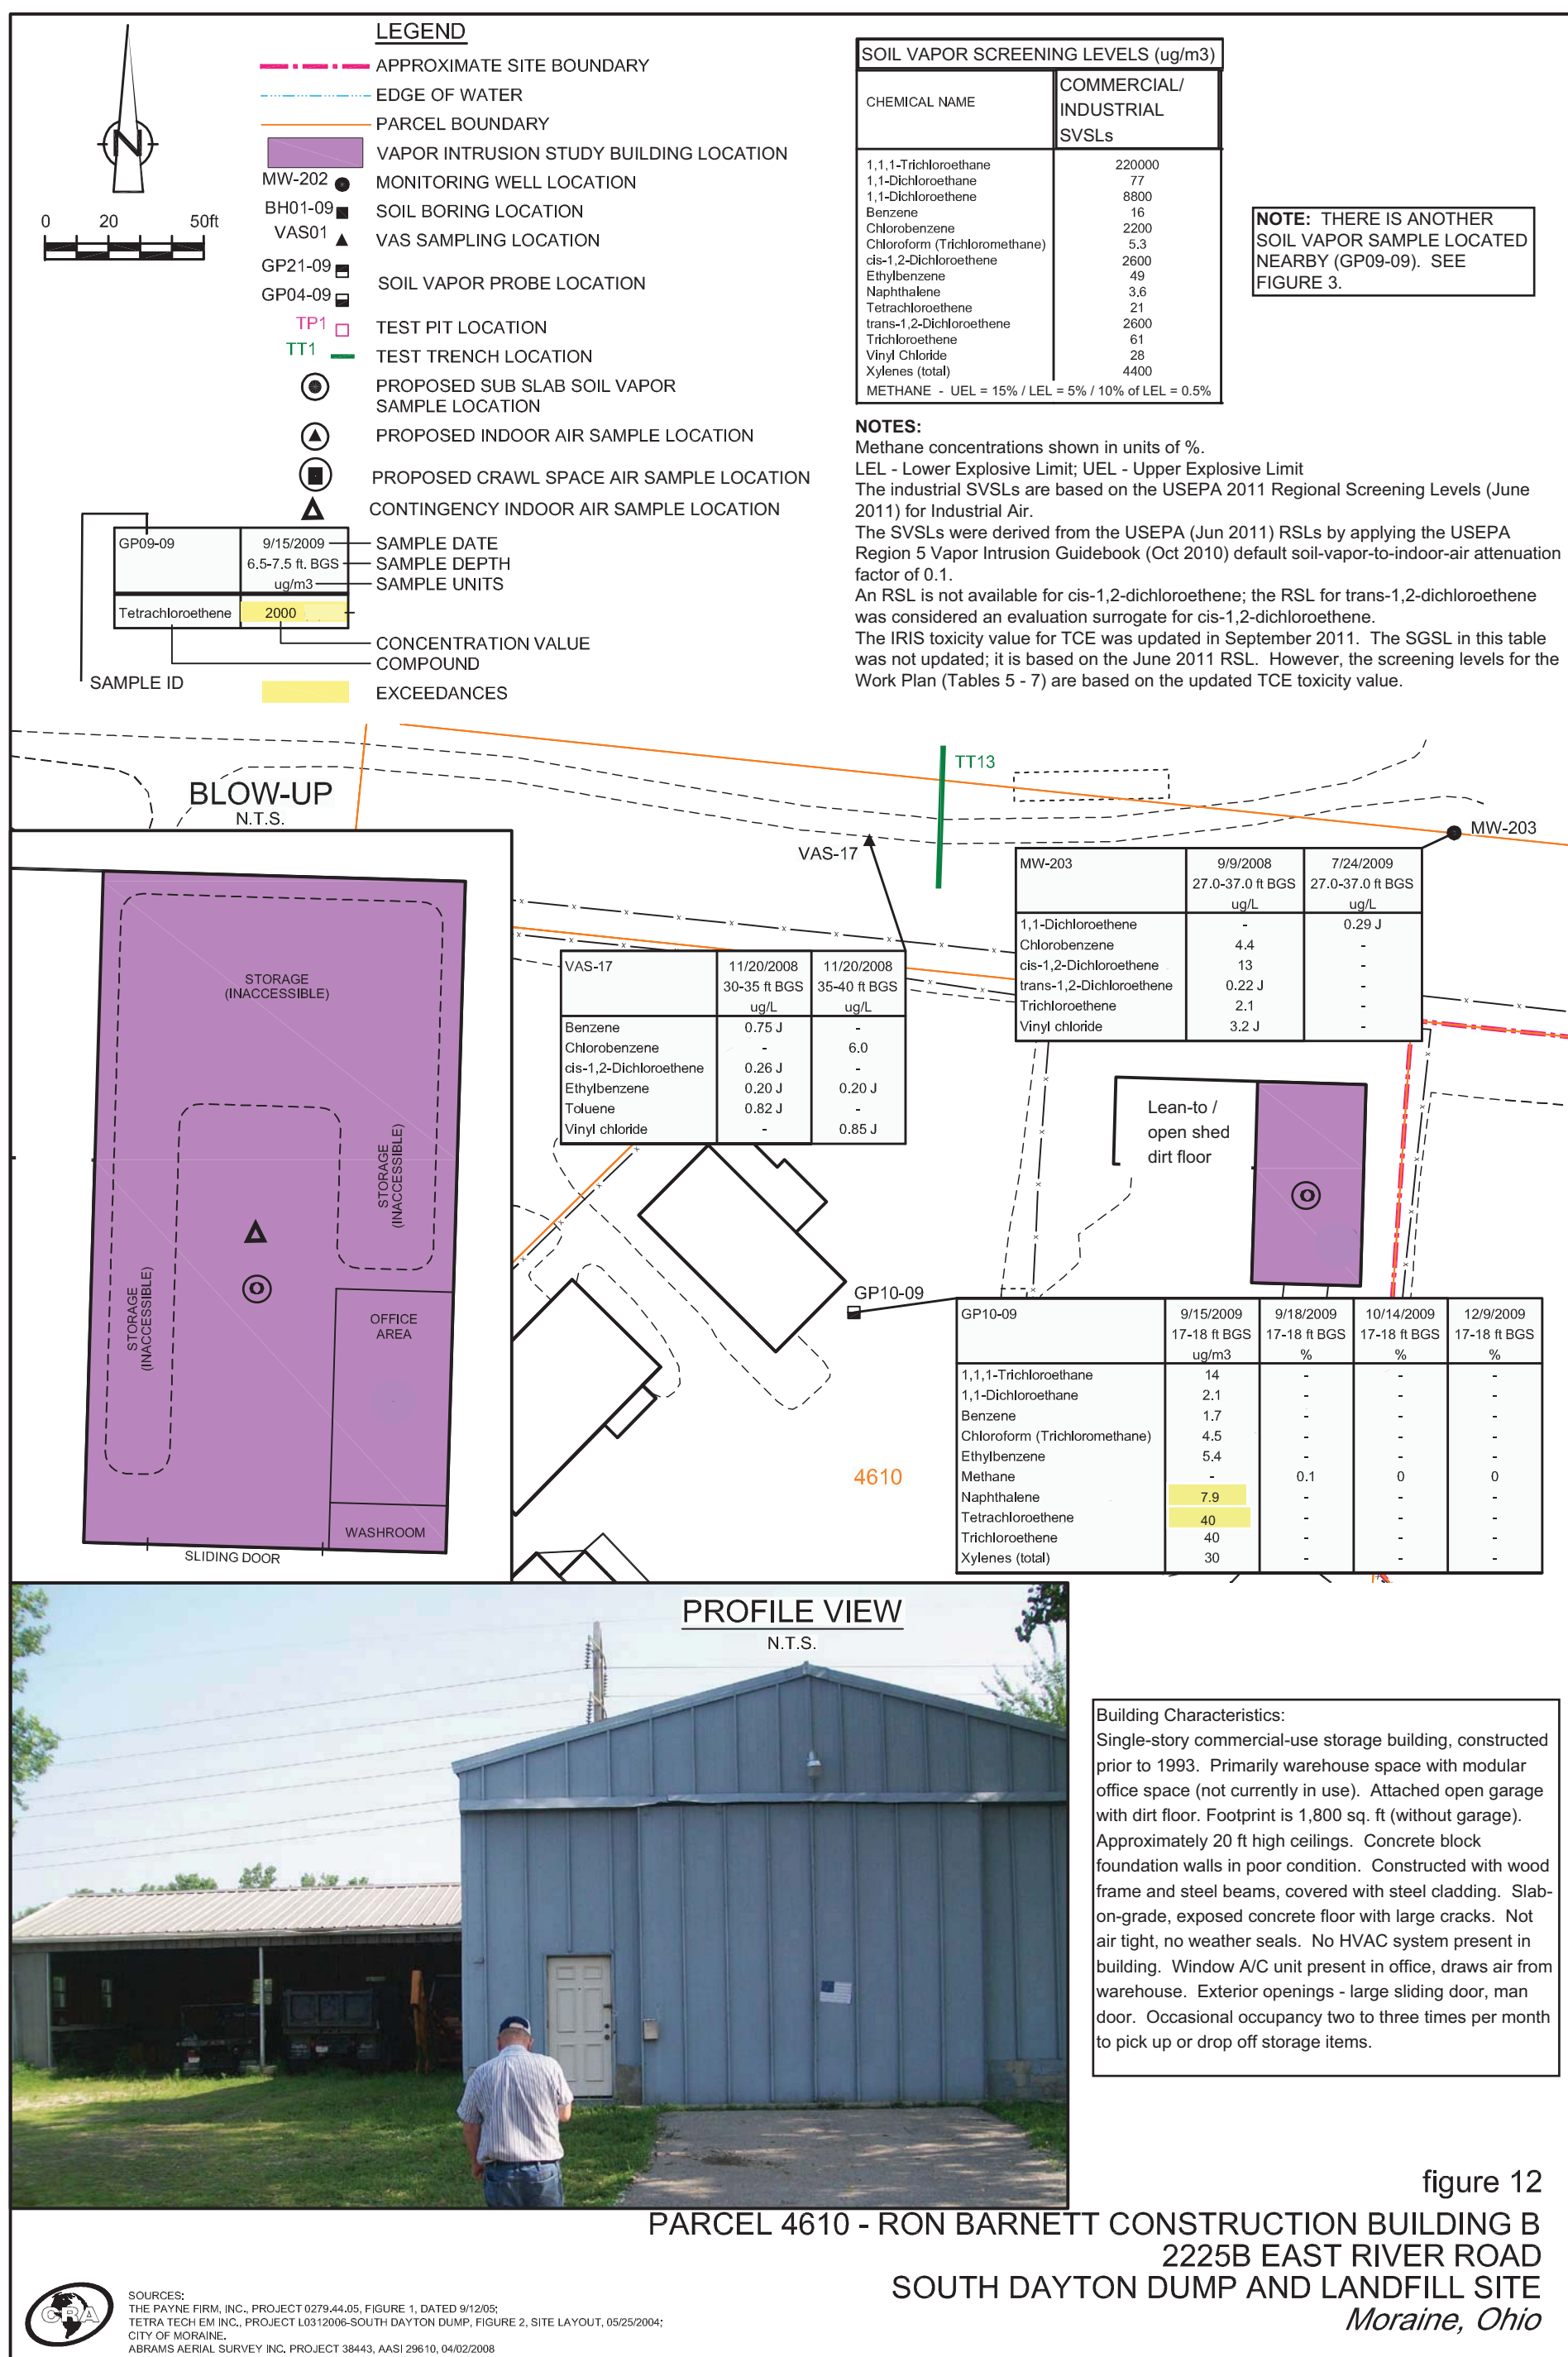 LEGEND
APPROXIMATE SITE BOUNDARY
EDGE OF WATER
PARCEL BOUNDARY
VAPOR INTRUSION STUDY BUILDING LOCATION
MW-202 MONITORING WELL LOCATION
BH01-09 SOIL BORING LOCATION
VAS01 VAS SAMPLING LOCATION
GP21-09
GP04-09
SOIL VAPOR PROBE LOCATION
TP1 TEST PIT LOCATION
TT1 TEST TRENCH LOCATION
PROPOSED SUB SLAB SOIL VAPOR
SAMPLE LOCATION
PROPOSED INDOOR AIR SAMPLE LOCATION
PROPOSED CRAWL SPACE AIR SAMPLE LOCATION
CONTINGENCY INDOOR AIR SAMPLE LOCATION
N
0 20 50ft
GP09-09 9/15/2009 SAMPLE DATE
6.5-7.5 ft. BGS SAMPLE DEPTH
ug/m3 SAMPLE UNITS
Tetrachloroethene 2000
CONCENTRATION VALUE
COMPOUND
SAMPLE ID
EXCEEDANCES
SOIL VAPOR SCREENING LEVELS (ug/m3)
CHEMICAL NAME
COMMERCIAL/
INDUSTRIAL
SVSLs
1,1,1-Trichloroethane 220000
1,1-Dichloroethane 77
1,1-Dichloroethene 8800
Benzene 16
Chlorobenzene 2200
Chloroform (Trichloromethane) 5.3
cis-1,2-Dichloroethene 2600
Ethylbenzene 49
Naphthalene 3.6
Tetrachloroethene 21
trans-1,2-Dichloroethene 2600
Trichloroethene 61
Vinyl Chloride 28
Xylenes (total) 4400
METHANE - UEL = 15% / LEL = 5% / 10% of LEL = 0.5%
NOTE: THERE IS ANOTHER
SOIL VAPOR SAMPLE LOCATED
NEARBY (GP09-09). SEE
FIGURE 3.
NOTES:
Methane concentrations shown in units of %.
LEL - Lower Explosive Limit; UEL - Upper Explosive Limit
The industrial SVSLs are based on the USEPA 2011 Regional Screening Levels (June
2011) for Industrial Air.
The SVSLs were derived from the USEPA (Jun 2011) RSLs by applying the USEPA
Region 5 Vapor Intrusion Guidebook (Oct 2010) default soil-vapor-to-indoor-air attenuation
factor of 0.1.
An RSL is not available for cis-1,2-dichloroethene; the RSL for trans-1,2-dichloroethene
was considered an evaluation surrogate for cis-1,2-dichloroethene.
The IRIS toxicity value for TCE was updated in September 2011. The SGSL in this table
was not updated; it is based on the June 2011 RSL. However, the screening levels for the
Work Plan (Tables 5 - 7) are based on the updated TCE toxicity value.
BLOW-UP
N.T.S.
STORAGE
(INACCESSIBLE)
STORAGE
(INACCESSIBLE)
STORAGE
(INACCESSIBLE)
OFFICE
AREA
WASHROOM
SLIDING DOOR
TT13
VAS-17
MW-203
VAS-17 11/20/2008 11/20/2008
30-35 ft BGS 35-40 ft BGS
ug/L ug/L
Benzene 0.75 J -
Chlorobenzene - 6.0
cis-1,2-Dichloroethene 0.26 J -
Ethylbenzene 0.20 J 0.20 J
Toluene 0.82 J -
Vinyl chloride - 0.85 J
MW-203 9/9/2008 7/24/2009
27.0-37.0 ft BGS 27.0-37.0 ft BGS
ug/L ug/L
1,1-Dichloroethene - 0.29 J
Chlorobenzene 4.4 -
cis-1,2-Dichloroethene 13 -
trans-1,2-Dichloroethene 0.22 J -
Trichloroethene 2.1 -
Vinyl chloride 3.2 J -
Lean-to /
open shed
dirt floor
GP10-09
4610
GP10-09 9/15/2009 9/18/2009 10/14/2009 12/9/2009
17-18 ft BGS 17-18 ft BGS 17-18 ft BGS 17-18 ft BGS
ug/m3 % % %
1,1,1-Trichloroethane 14 - - -
1,1-Dichloroethane 2.1 - - -
Benzene 1.7 - - -
Chloroform (Trichloromethane) 4.5 - - -
Ethylbenzene 5.4 - - -
Methane - 0.1 0 0
Naphthalene 7.9 - - -
Tetrachloroethene 40 - - -
Trichloroethene 40 - - -
Xylenes (total) 30 - - -
PROFILE VIEW
N.T.S.
Building Characteristics:
Single-story commercial-use storage building, constructed
prior to 1993. Primarily warehouse space with modular
office space (not currently in use). Attached open garage
with dirt floor. Footprint is 1,800 sq. ft (without garage).
Approximately 20 ft high ceilings. Concrete block
foundation walls in poor condition. Constructed with wood
frame and steel beams, covered with steel cladding. Slab-
on-grade, exposed concrete floor with large cracks. Not
air tight, no weather seals. No HVAC system present in
building. Window A/C unit present in office, draws air from
warehouse. Exterior openings - large sliding door, man
door. Occasional occupancy two to three times per month
to pick up or drop off storage items.
figure 12
PARCEL 4610 - RON BARNETT CONSTRUCTION BUILDING B
2225B EAST RIVER ROAD
SOUTH DAYTON DUMP AND LANDFILL SITE
Moraine, Ohio
CRA
SOURCES:
THE PAYNE FIRM, INC., PROJECT 0279.44.05, FIGURE 1, DATED 9/12/05;
TETRA TECH EM INC., PROJECT L0312006-SOUTH DAYTON DUMP, FIGURE 2, SITE LAYOUT, 05/25/2004;
CITY OF MORAINE.
ABRAMS AERIAL SURVEY INC. PROJECT 38443, AASI 29610, 04/02/2008